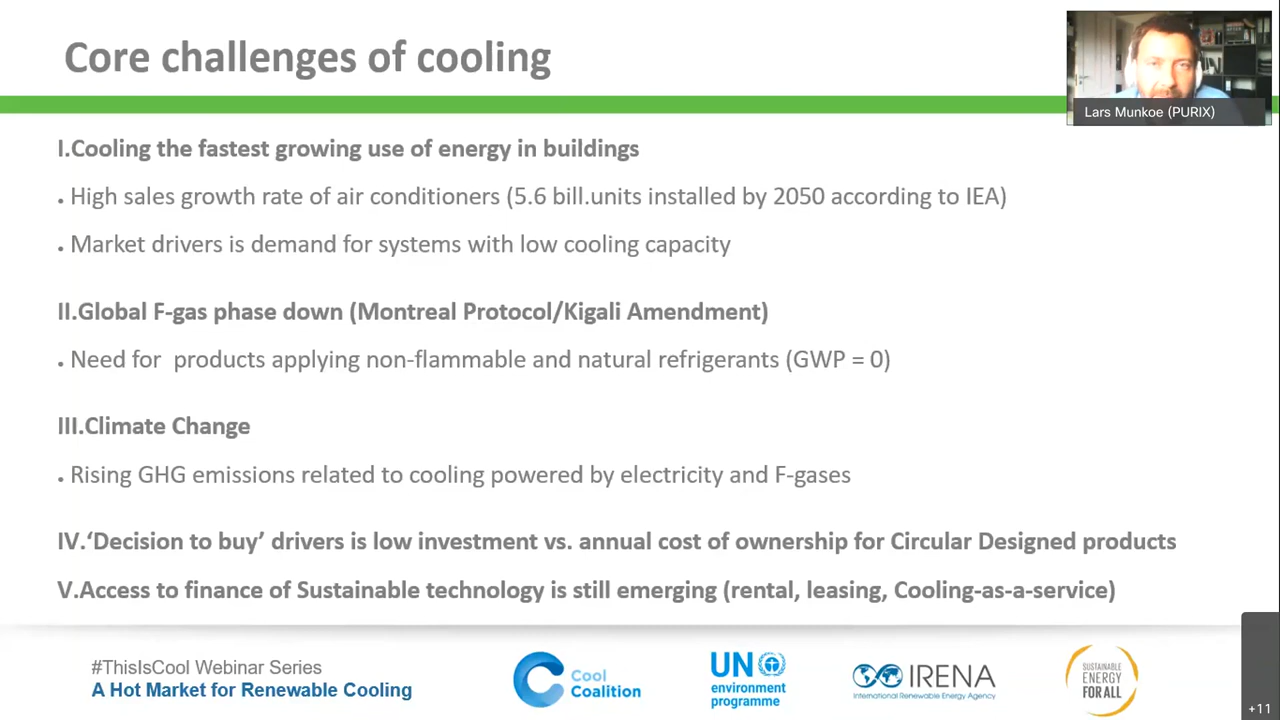 Core challenges of cooling
Lars Munkoe (PURIX)
I.Cooling the fastest growing use of energy in buildings
. High sales growth rate of air conditioners (5.6 bill.units installed by 2050 according to IEA)
. Market drivers is demand for systems with low cooling capacity
II.Global F-gas phase down (Montreal Protocol/Kigali Amendment)
. Need for  products applying non-flammable and natural refrigerants (GWP = 0)
III.Climate Change
. Rising GHG emissions related to cooling powered by electricity and F-gases
IV.‘Decision to buy’ drivers is low investment vs. annual cost of ownership for Circular Designed products
V.Access to finance of Sustainable technology is still emerging (rental, leasing, Cooling-as-a-service)
#ThisIsCool Webinar Series
A Hot Market for Renewable Cooling
Cool
Coalition
UN
environment
programme
IRENA
International Renewable Energy Agency
SUSTAINABLE
ENERGY
FOR ALL
+11